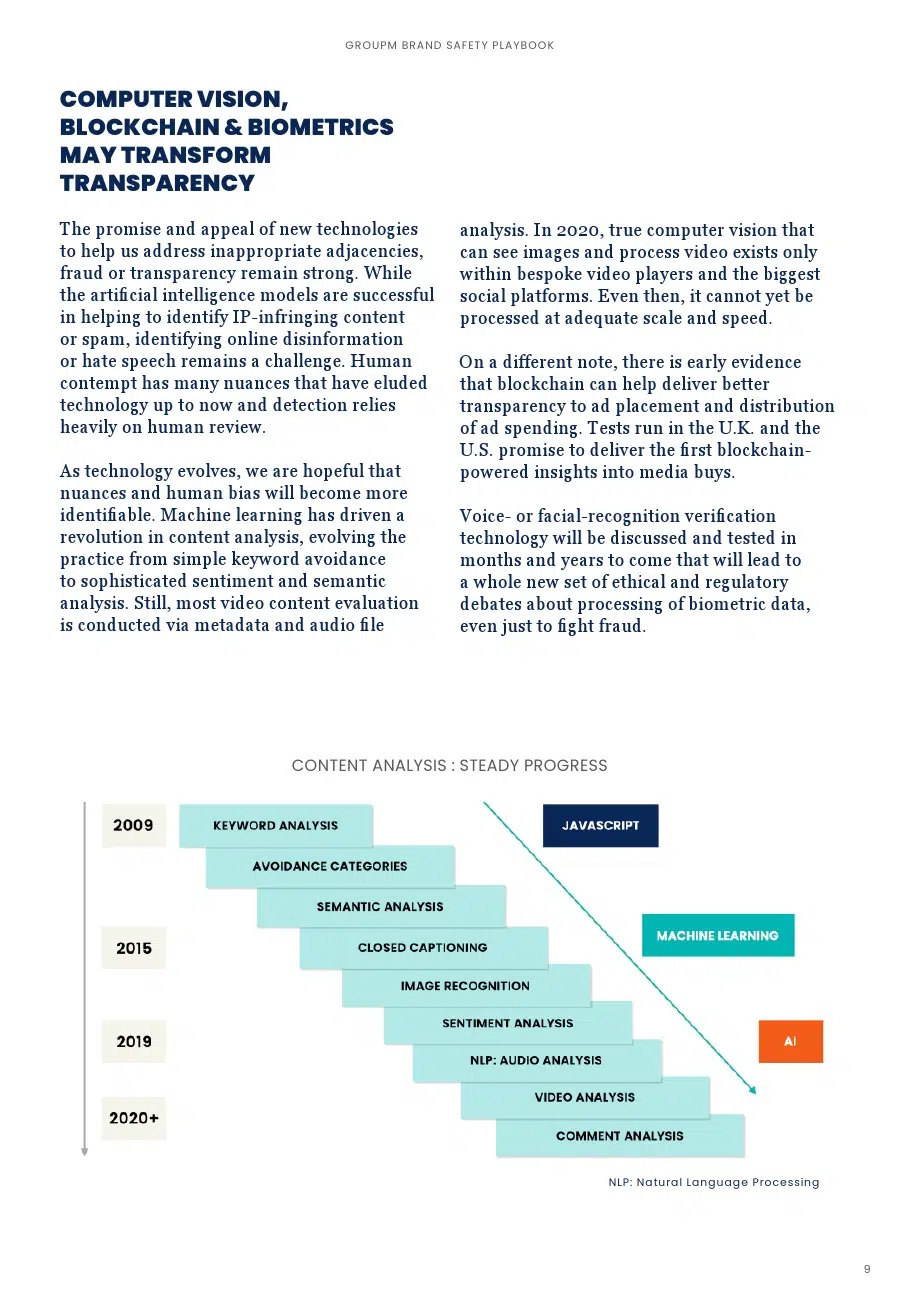 GROUPM BRAND SAFETY PLAYBOOK
COMPUTER VISION,
BLOCKCHAIN & BIOMETRICS
MAY TRANSFORM
TRANSPARENCY
The promise and appeal of new technologies
to help us address inappropriate adjacencies,
fraud or transparency remain strong. While
the artificial intelligence models are successful
in helping to identify IP-infringing content
or spam, identifying online disinformation
or hate speech remains a challenge. Human
contempt has many nuances that have eluded
technology up to now and detection relies
heavily on human review.
As technology evolves, we are hopeful that
nuances and human bias will become more
identifiable. Machine learning has driven a
revolution in content analysis, evolving the
practice from simple keyword avoidance
to sophisticated sentiment and semantic
analysis. Still, most video content evaluation
is conducted via metadata and audio file
analysis. In 2020, true computer vision that
can see images and process video exists only
within bespoke video players and the biggest
social platforms. Even then, it cannot yet be
processed at adequate scale and speed.
On a different note, there is early evidence
that blockchain can help deliver better
transparency to ad placement and distribution
of ad spending. Tests run in the U.K. and the
U.S. promise to deliver the first blockchain-
powered insights into media buys.
Voice- or facial-recognition verification
technology will be discussed and tested in
months and years to come that will lead to
a whole new set of ethical and regulatory
debates about processing of biometric data,
even just to fight fraud.
CONTENT ANALYSIS : STEADY PROGRESS
2009
KEYWORD ANALYSIS
JAVASCRIPT
AVOIDANCE CATEGORIES
SEMANTIC ANALYSIS
MACHINE LEARNING
2015
CLOSED CAPTIONING
IMAGE RECOGNITION
SENTIMENT ANALYSIS
2019
AI
NLP: AUDIO ANALYSIS
VIDEO ANALYSIS
2020+
COMMENT ANALYSIS
NLP: Natural Language Processing
9